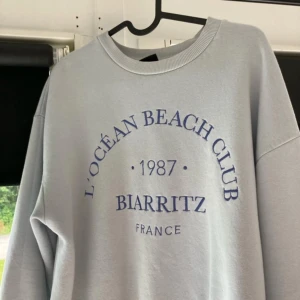 L'OCÉAN BEACH CLUB
· 1987 ·
BIARRITZ
FRANCE